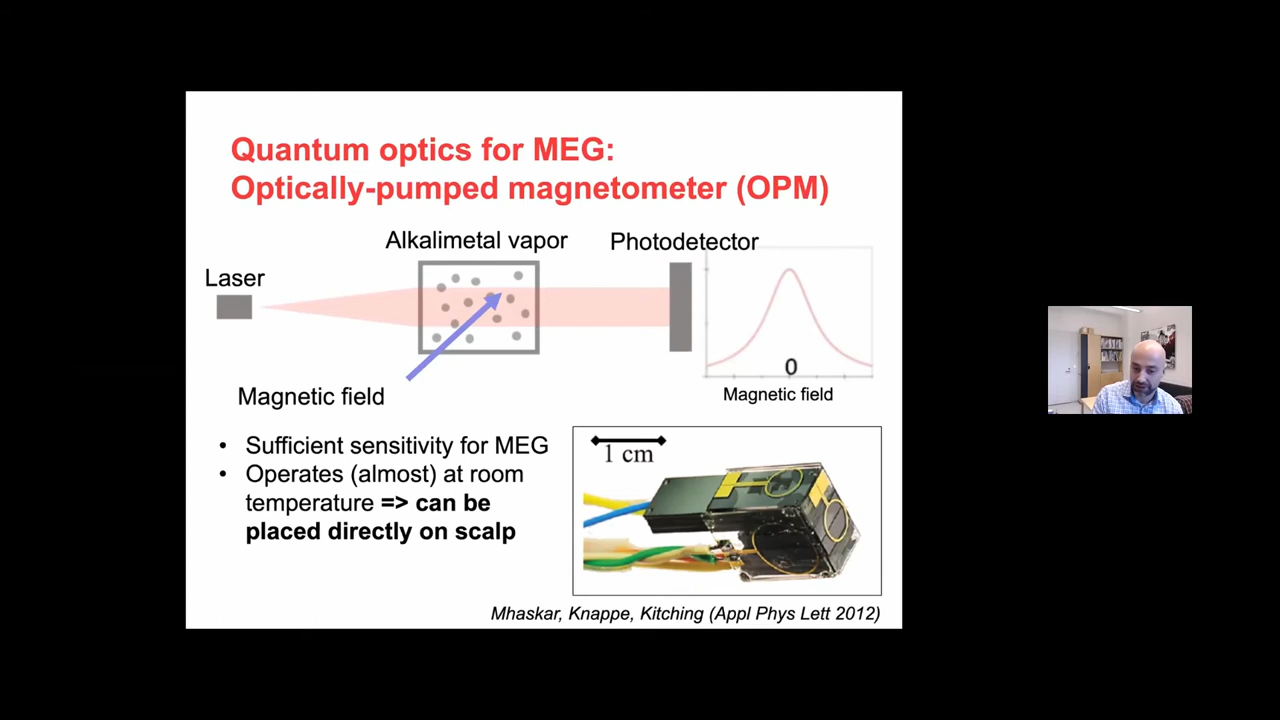 Quantum optics for MEG:
Optically-pumped magnetometer (OPM)
Alkalimetal vapor
Photodetector
Laser
0
Magnetic field
Magnetic field
• Sufficient sensitivity for MEG
• Operates (almost) at room
temperature => can be
placed directly on scalp
1 cm
Mhaskar, Knappe, Kitching (Appl Phys Lett 2012)